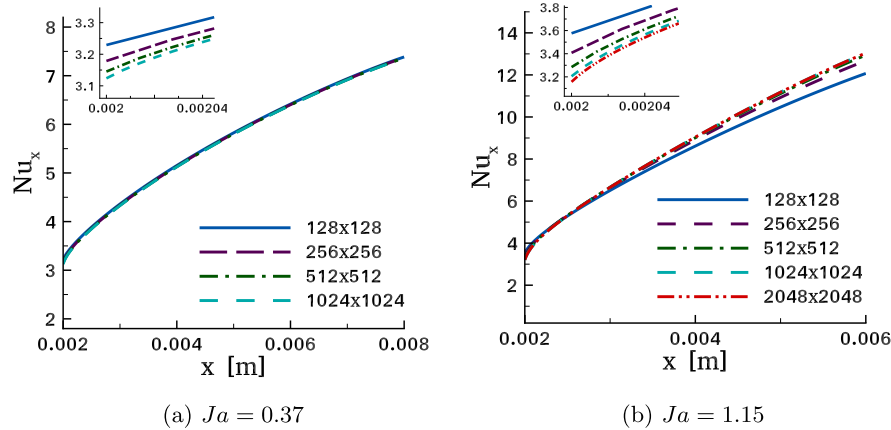 3.3
3.2
3.1
0.002
0.00204
8
7
6
5
4
3
2
Nu_x
128x128
256x256
512x512
1024x1024
0.002
0.004
0.006
0.008
x [m]
(a) Ja = 0.37
3.8
3.6
3.4
3.2
0.002
0.00204
14
12
10
8
6
4
2
Nu_x
128x128
256x256
512x512
1024x1024
2048x2048
0.002
0.004
0.006
x [m]
(b) Ja = 1.15